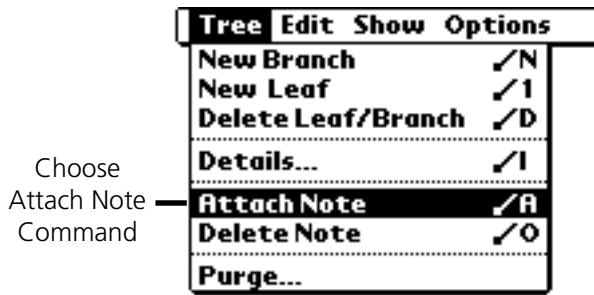 Tree Edit Show Options
New Branch /N
New Leaf /1
Delete Leaf/Branch /D
Details... /I
Choose
Attach Note
Command
Attach Note /A
Delete Note /O
Purge...